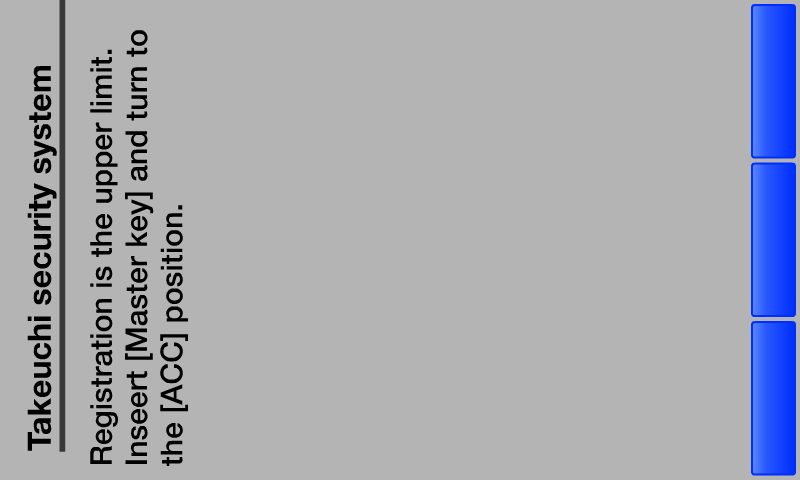 Takeuchi security system
Registration is the upper limit.
Inseert [Master key] and turn to
the [ACC] position.